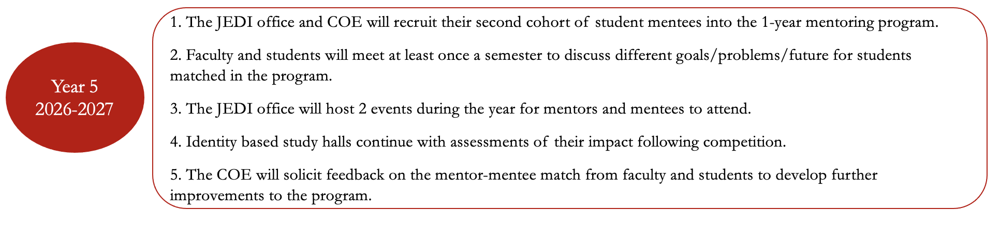 Year 5
2026-2027
1. The JEDI office and COE will recruit their second cohort of student mentees into the 1-year mentoring program.
2. Faculty and students will meet at least once a semester to discuss different goals/problems/future for students
matched in the program.
3. The JEDI office will host 2 events during the year for mentors and mentees to attend.
4. Identity based study halls continue with assessments of their impact following competition.
5. The COE will solicit feedback on the mentor-mentee match from faculty and students to develop further
improvements to the program.